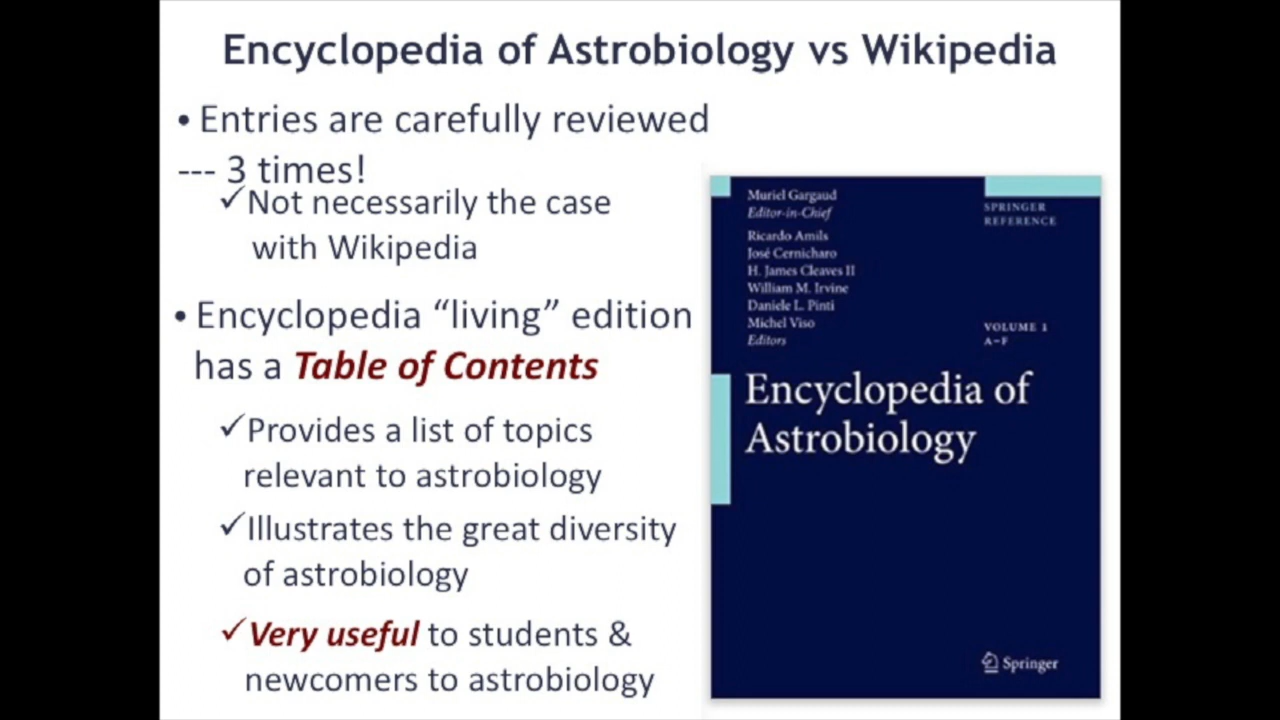 Encyclopedia of Astrobiology vs Wikipedia
• Entries are carefully reviewed
--- 3 times!
✓Not necessarily the case
with Wikipedia
• Encyclopedia “living” edition
has a Table of Contents
✓Provides a list of topics
relevant to astrobiology
✓Illustrates the great diversity
of astrobiology
✓Very useful to students &
newcomers to astrobiology
Muriel Gargaud
Editor-in-Chief
Ricardo Amils
José Cernicharo
H. James Cleaves II
William M. Irvine
Daniele L. Pinti
Michel Viso
Editors
SPRINGER
REFERENCE
VOLUME 1
A–F
Encyclopedia of
Astrobiology
Springer